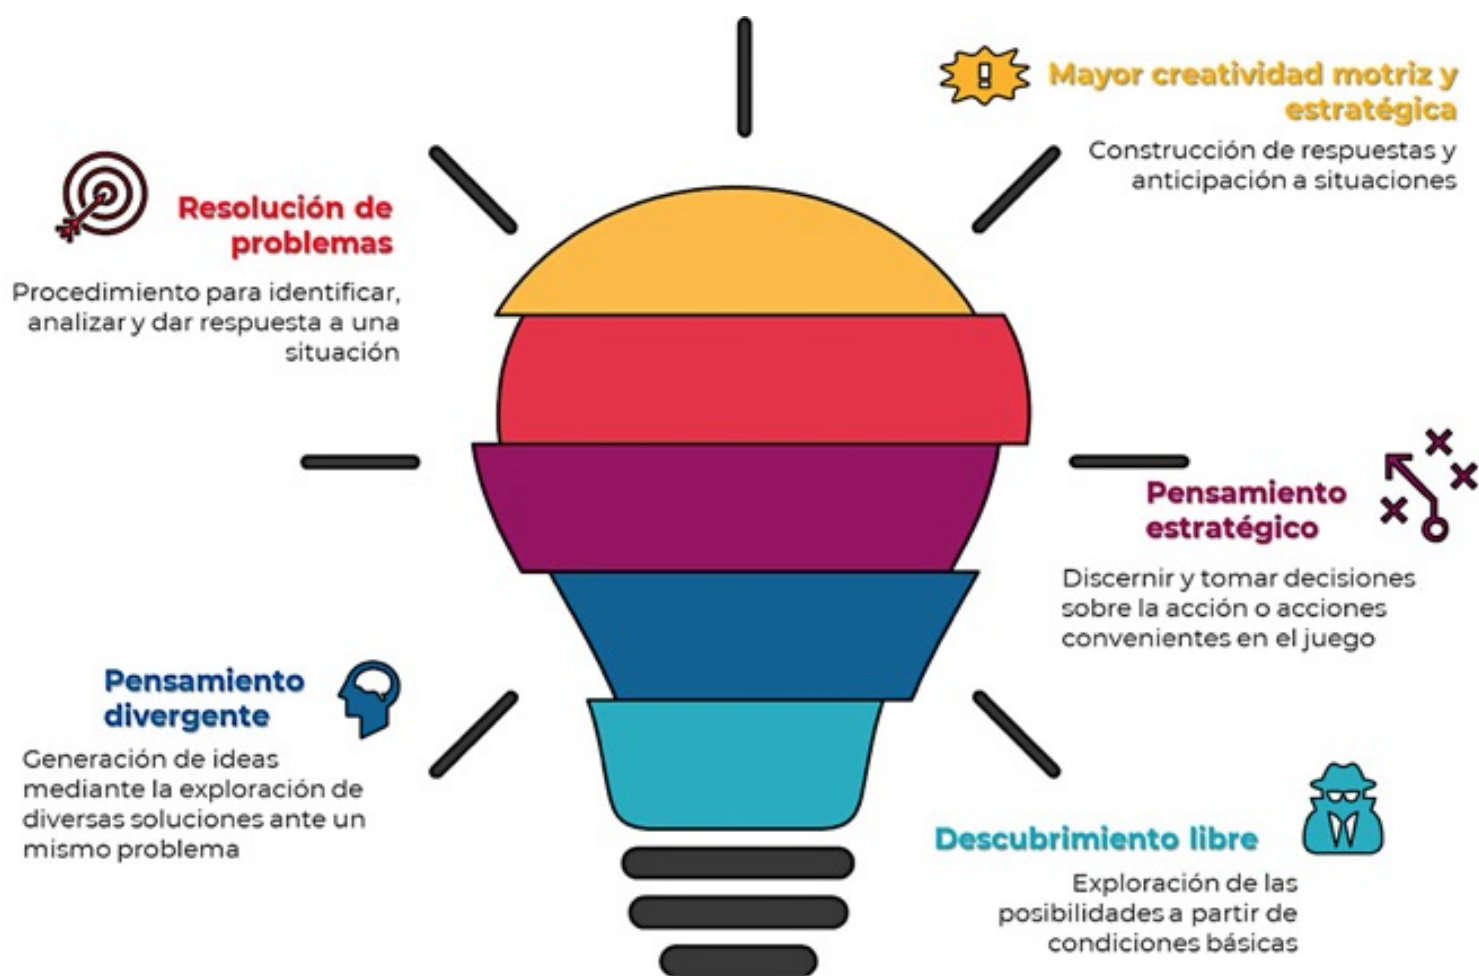 Mayor creatividad motriz y
estratégica
Construcción de respuestas y
anticipación a situaciones
Resolución de
problemas
Procedimiento para identificar,
analizar y dar respuesta a una
situación
Pensamiento
estratégico
Discernir y tomar decisiones
sobre la acción o acciones
convenientes en el juego
Pensamiento
divergente
Generación de ideas
mediante la exploración de
diversas soluciones ante un
mismo problema
Descubrimiento libre
Exploración de las
posibilidades a partir de
condiciones básicas